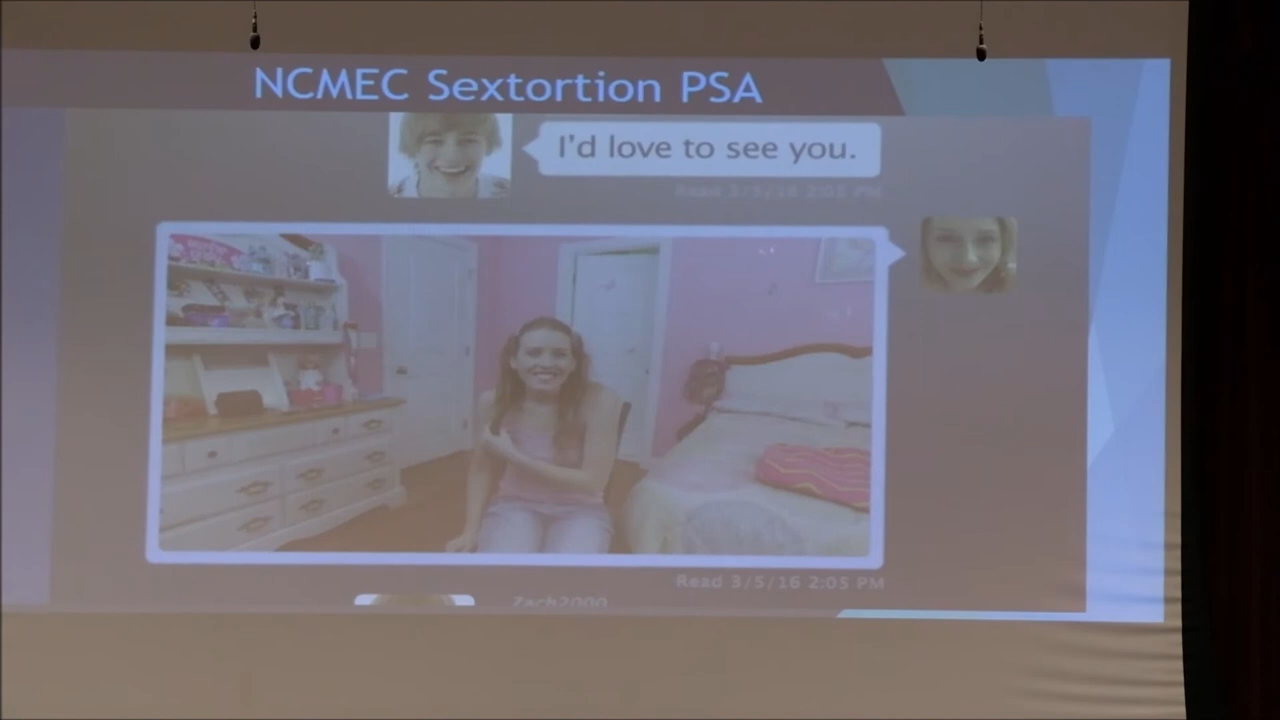 NCMEC Sextortion PSA
I'd love to see you.
Read 3/5/16 2:05 PM
Read 3/5/16 2:05 PM
Zach2000